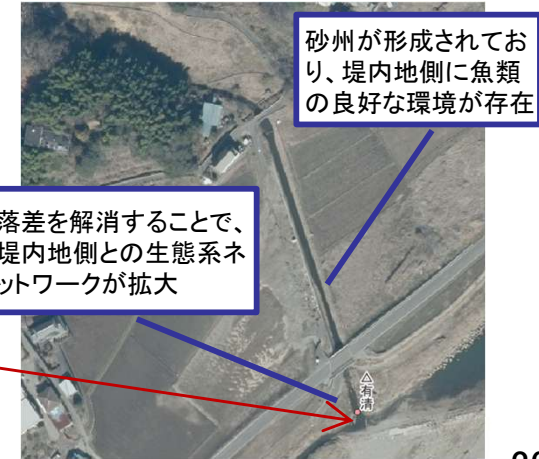 砂州が形成されてお
り、堤内地側に魚類
の良好な環境が存在
落差を解消することで、
堤内地側との生態系ネ
ットワークが拡大
△有清